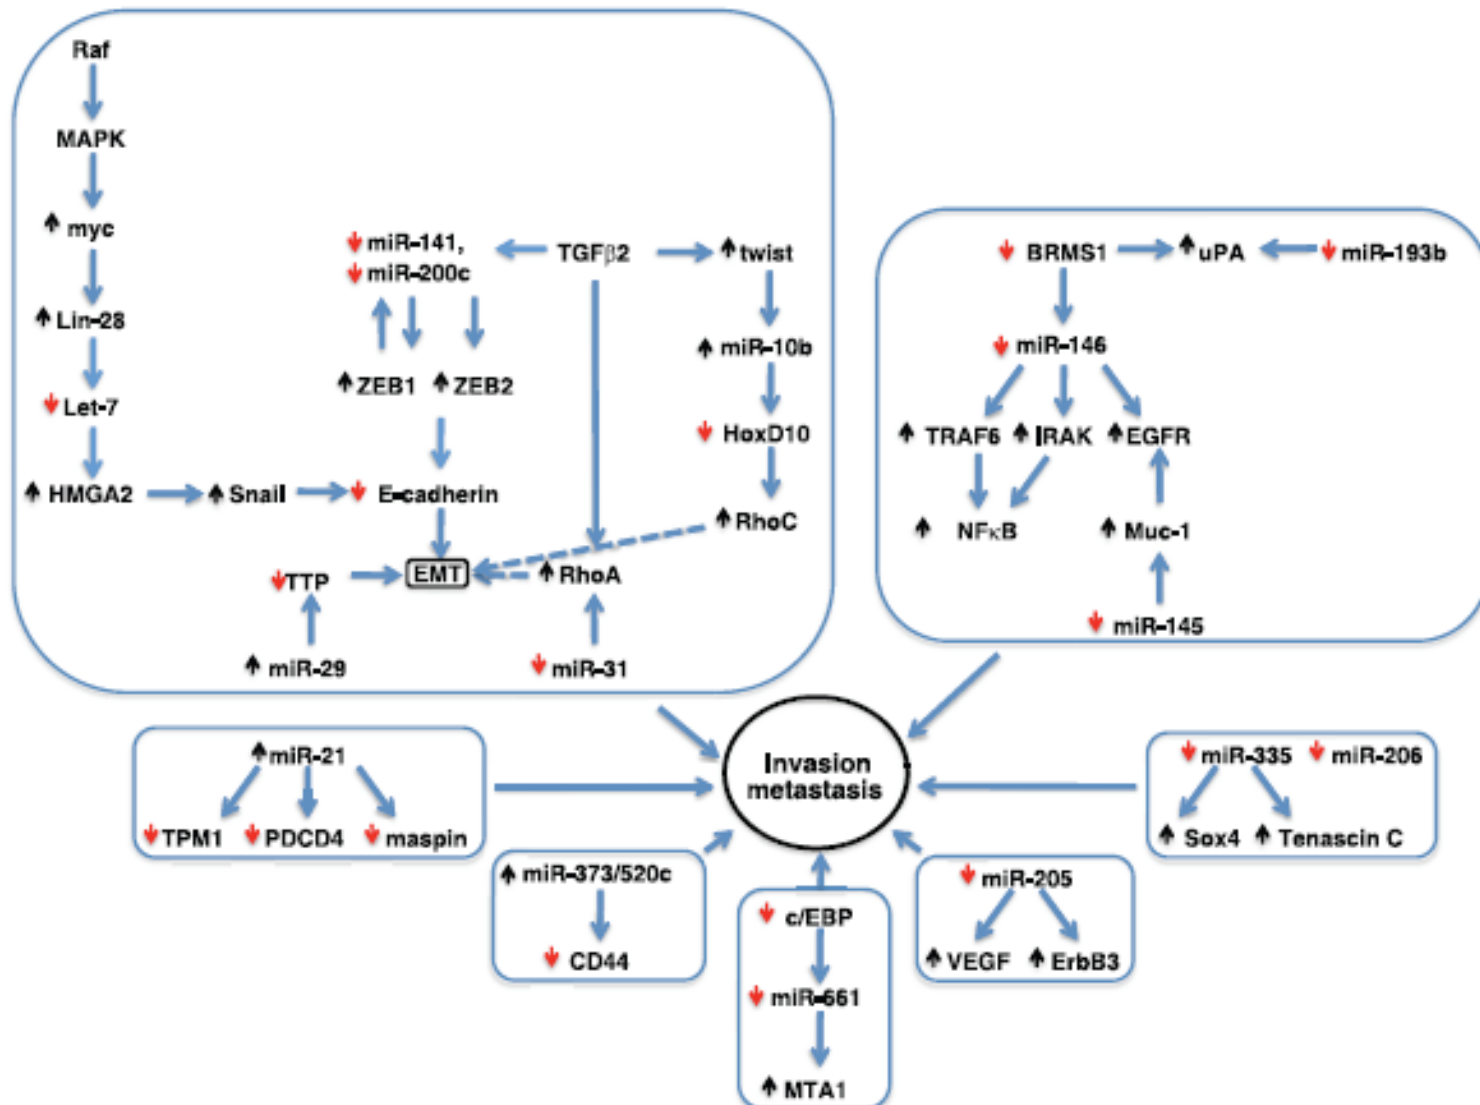 Raf
MAPK
myc
Lin-28
Let-7
HMGA2
Snail
E-cadherin
miR-141,
miR-200c
TGFβ2
twist
ZEB1
ZEB2
miR-10b
HoxD10
RhoC
EMT
RhoA
TTP
miR-29
miR-31
BRMS1
uPA
miR-193b
miR-146
TRAF6
IRAK
EGFR
NFκB
Muc-1
miR-145
Invasion
metastasis
miR-21
TPM1
PDCD4
maspin
miR-373/520c
CD44
c/EBP
miR-661
MTA1
miR-205
VEGF
ErbB3
miR-335
miR-206
Sox4
Tenascin C